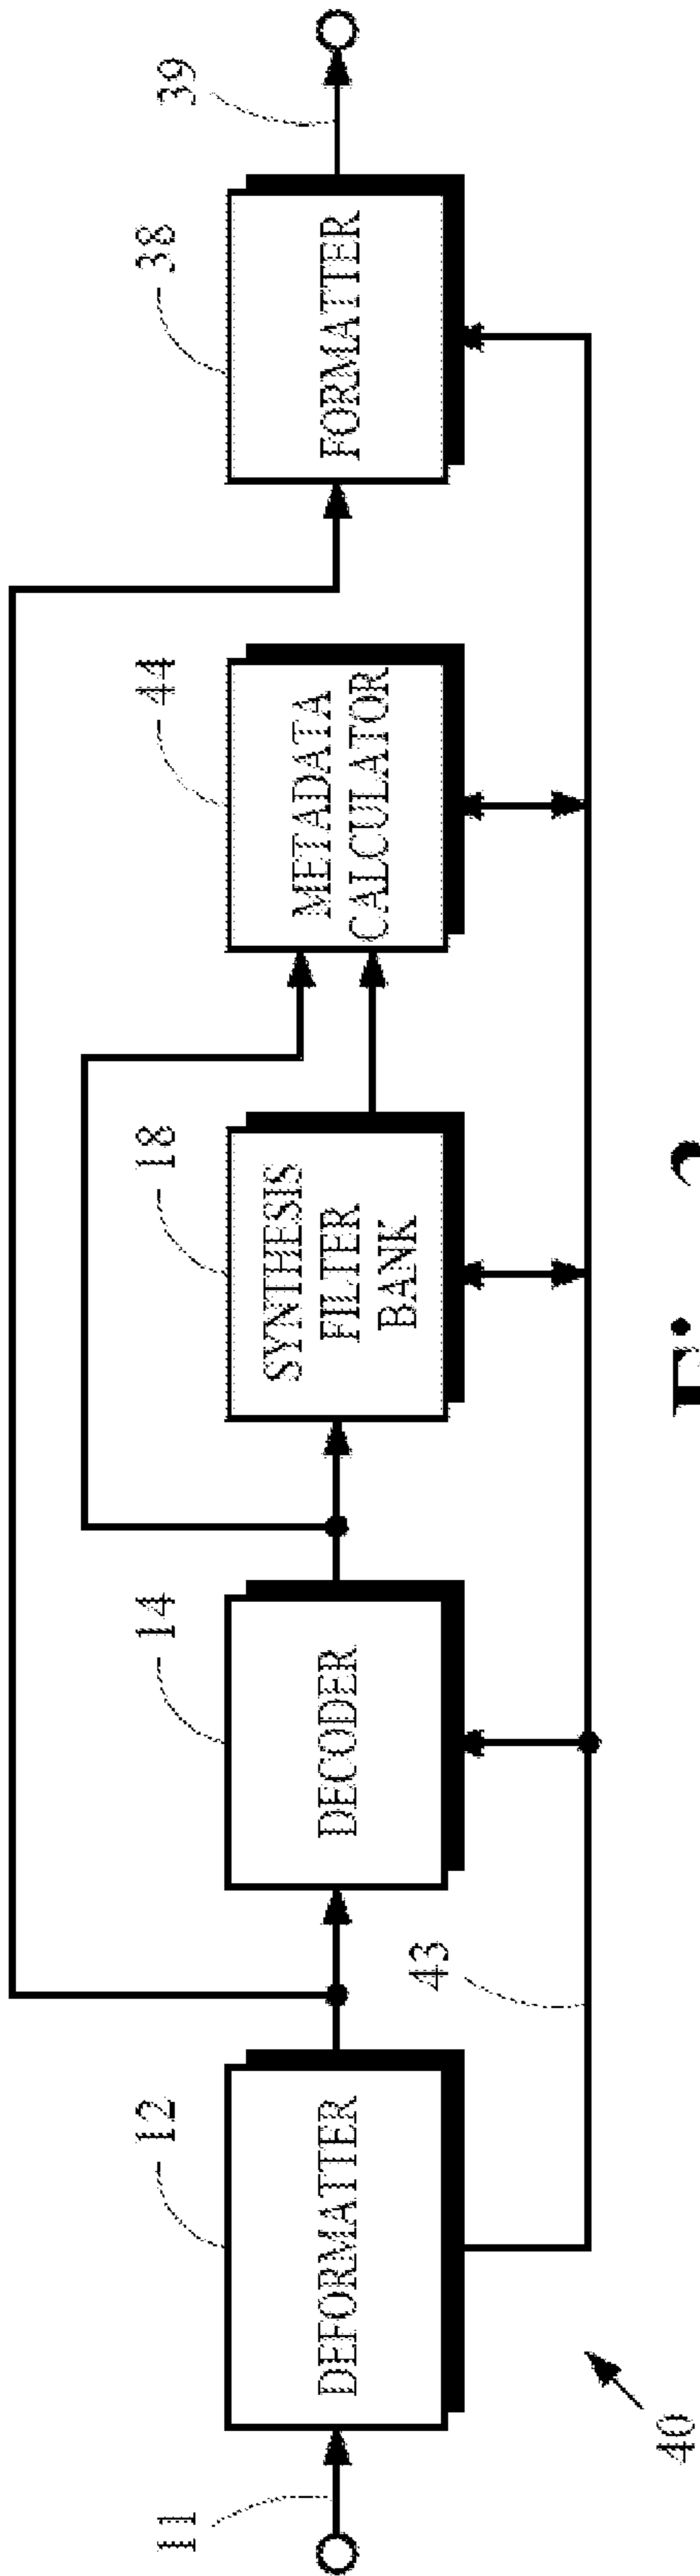 11
DEFORMATTER
12
DECODER
14
SYNTHESIS
FILTER
BANK
18
METADATA
CALCULATOR
44
FORMATTER
38
39
43
40